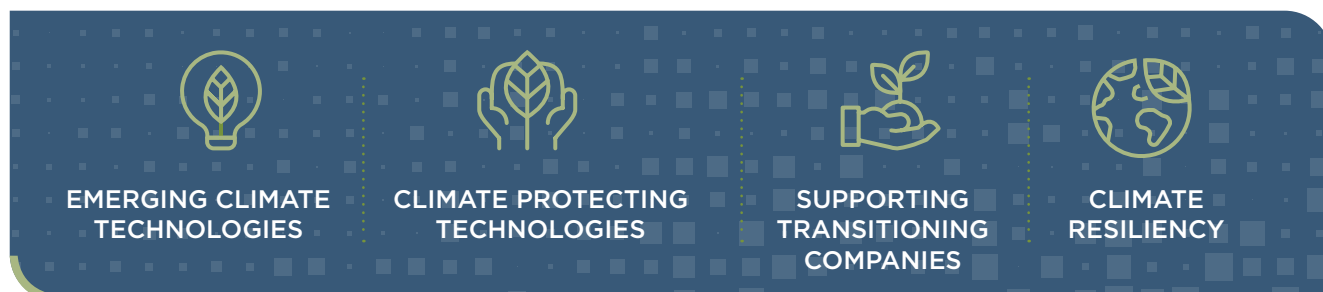 EMERGING CLIMATE
TECHNOLOGIES
CLIMATE PROTECTING
TECHNOLOGIES
SUPPORTING
TRANSITIONING
COMPANIES
CLIMATE
RESILIENCY